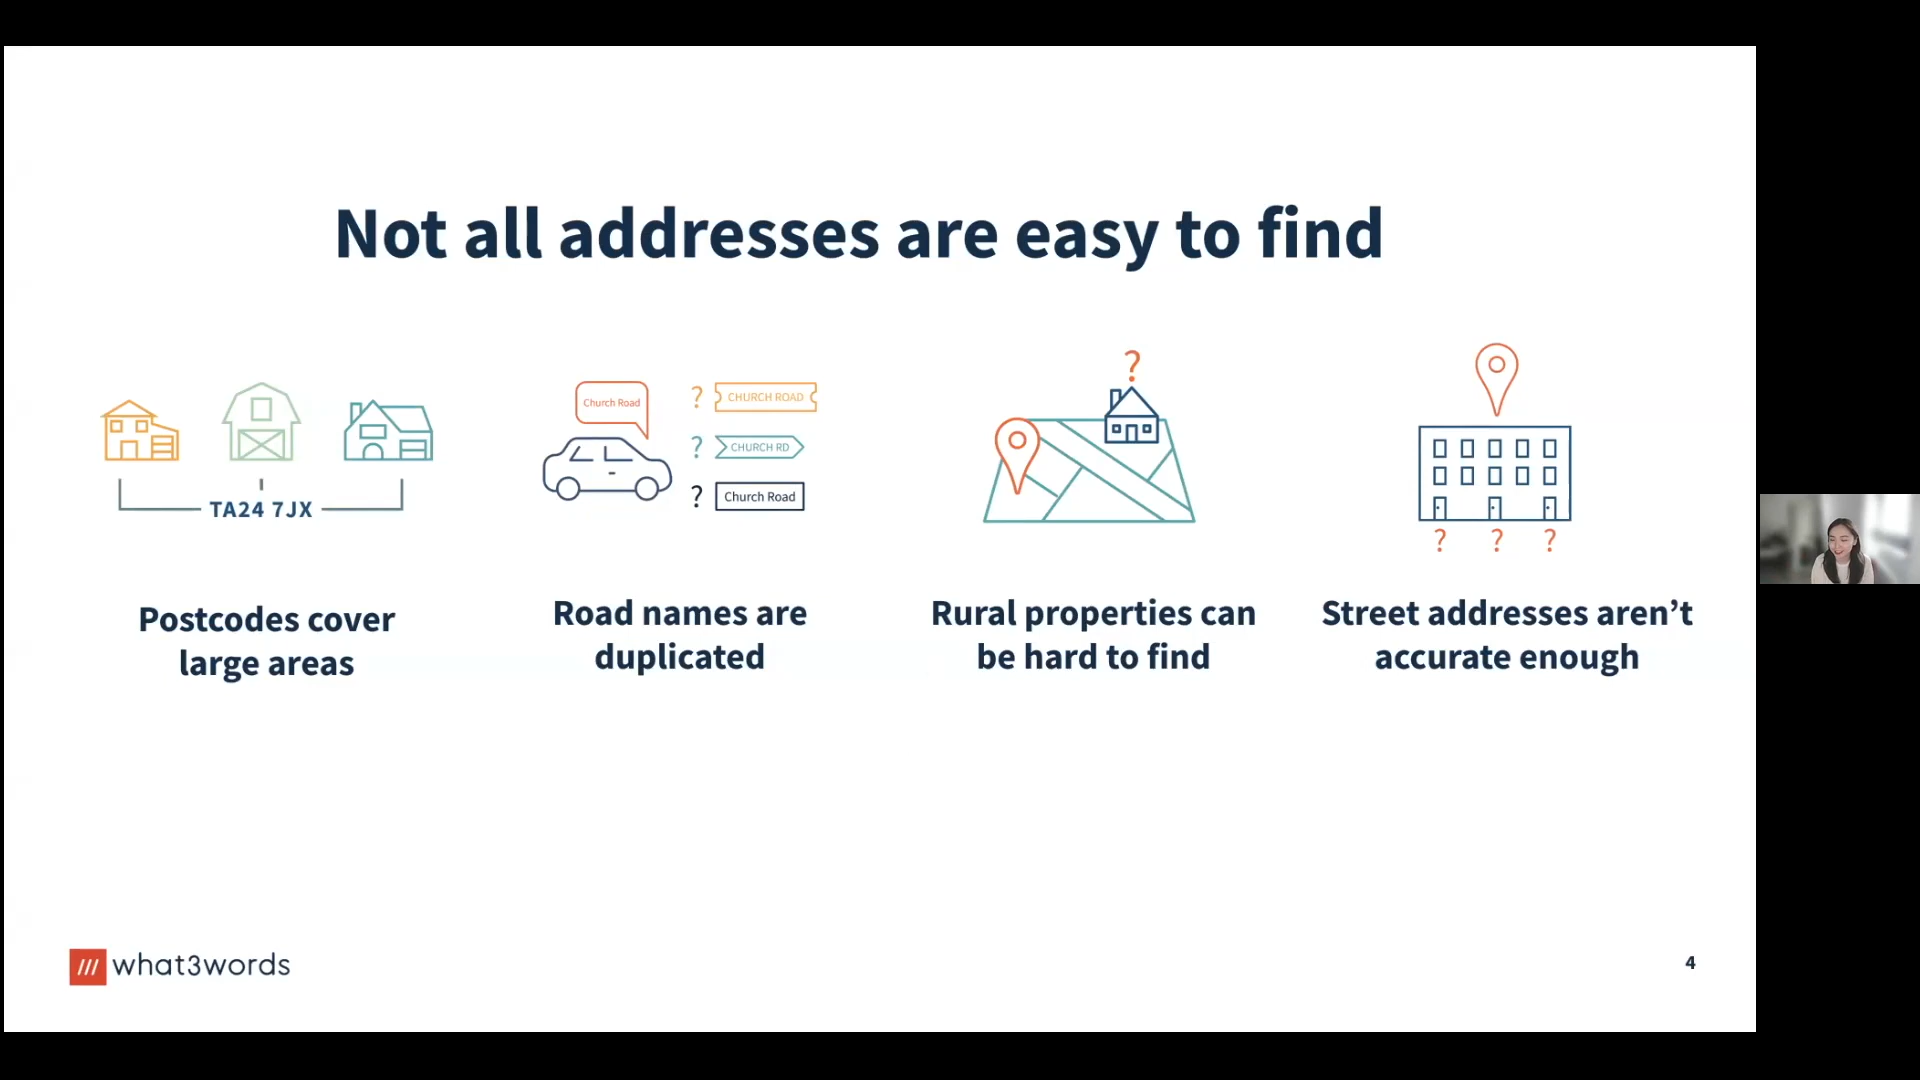 Not all addresses are easy to find
Church Road
? CHURCH ROAD
? CHURCH RD
? Church Road
TA24 7JX
?
? ? ?
Postcodes cover
large areas
Road names are
duplicated
Rural properties can
be hard to find
Street addresses aren’t
accurate enough
/// what3words
4